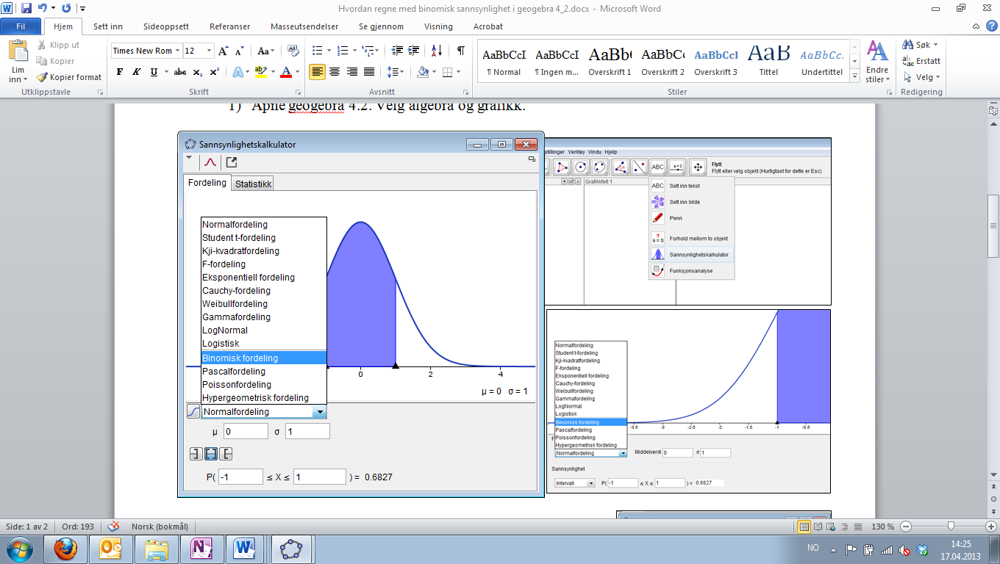 Hvordan regne med binomisk sannsynlighet i geogebra 4_2.docx - Microsoft Word
Fil
Hjem
Sett inn
Sideoppsett
Referanser
Masseutsendelser
Se gjennom
Visning
Acrobat
Lim inn
Klipp ut
Kopier
Kopier format
Utklippstavle
Times New Rom
12
Aa
F K U abc x₂ x²
Skrift
Avsnitt
AaBbCcI
AaBbCcI
AaBb(
AaBbC(
AaBbCcI
AaB
AaBbCc.
¶ Normal
¶ Ingen m...
Overskrift 1
Overskrift 2
Overskrift 3
Tittel
Undertittel
Endre stiler
Stiler
Søk
Erstatt
Velg
Redigering
1) Åpne geogebra 4.2. Velg algebra og grafikk.
Sannsynlighetskalkulator
Fordeling
Statistikk
Normalfordeling
Student t-fordeling
Kji-kvadratfordeling
F-fordeling
Eksponentiell fordeling
Cauchy-fordeling
Weibullfordeling
Gammafordeling
LogNormal
Logistisk
Binomisk fordeling
Pascalfordeling
Poissonfordeling
Hypergeometrisk fordeling
0 2 4
μ = 0 σ = 1
Normalfordeling
μ 0 σ 1
P( -1 ≤ X ≤ 1 ) = 0.6827
stillinger Verktøy Vindu Hjelp
ABC
a=2
Flytt
Flytt eller velg objekt (Hurtigtast for dette er Esc)
Grafikkfelt 1
ABC Sett inn tekst
Sett inn bilde
Penn
? a = b Forhold mellom to objekt
Sannsynlighetskalkulator
Funksjonsanalyse
Normalfordeling
Student t-fordeling
Kji-kvadratfordeling
F-fordeling
Eksponentiell fordeling
Cauchy-fordeling
Weibullfordeling
Gammafordeling
LogNormal
Logistisk
Binomisk fordeling
Pascalfordeling
Poissonfordeling
Hypergeometrisk fordeling
-3.5 -3 -2.5 -2 -1.5 -1 -0.5
Normalfordeling
Middelverdi 0 σ 1
Sannsynlighet
Intervall P( -1 ≤ X ≤ 1 ) = 0.6827
Side: 1 av 2
Ord: 193
Norsk (bokmål)
130 %
NO
14:25
17.04.2013